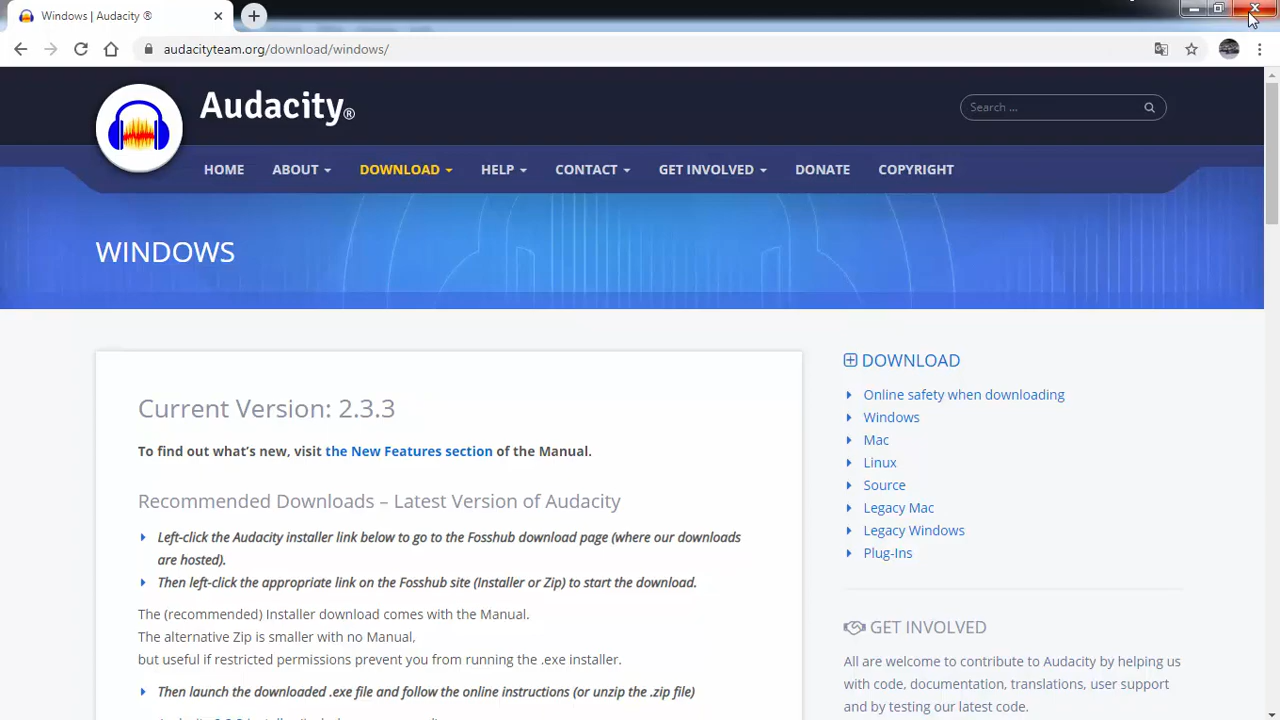 Windows | Audacity ®
audacityteam.org/download/windows/
Audacity®
Search ...
HOME ABOUT DOWNLOAD HELP CONTACT GET INVOLVED DONATE COPYRIGHT
WINDOWS
Current Version: 2.3.3
To find out what's new, visit the New Features section of the Manual.
Recommended Downloads – Latest Version of Audacity
Left-click the Audacity installer link below to go to the Fosshub download page (where our downloads
are hosted).
Then left-click the appropriate link on the Fosshub site (Installer or Zip) to start the download.
The (recommended) Installer download comes with the Manual.
The alternative Zip is smaller with no Manual,
but useful if restricted permissions prevent you from running the .exe installer.
Then launch the downloaded .exe file and follow the online instructions (or unzip the .zip file)
DOWNLOAD
Online safety when downloading
Windows
Mac
Linux
Source
Legacy Mac
Legacy Windows
Plug-Ins
GET INVOLVED
All are welcome to contribute to Audacity by helping us
with code, documentation, translations, user support
and by testing our latest code.